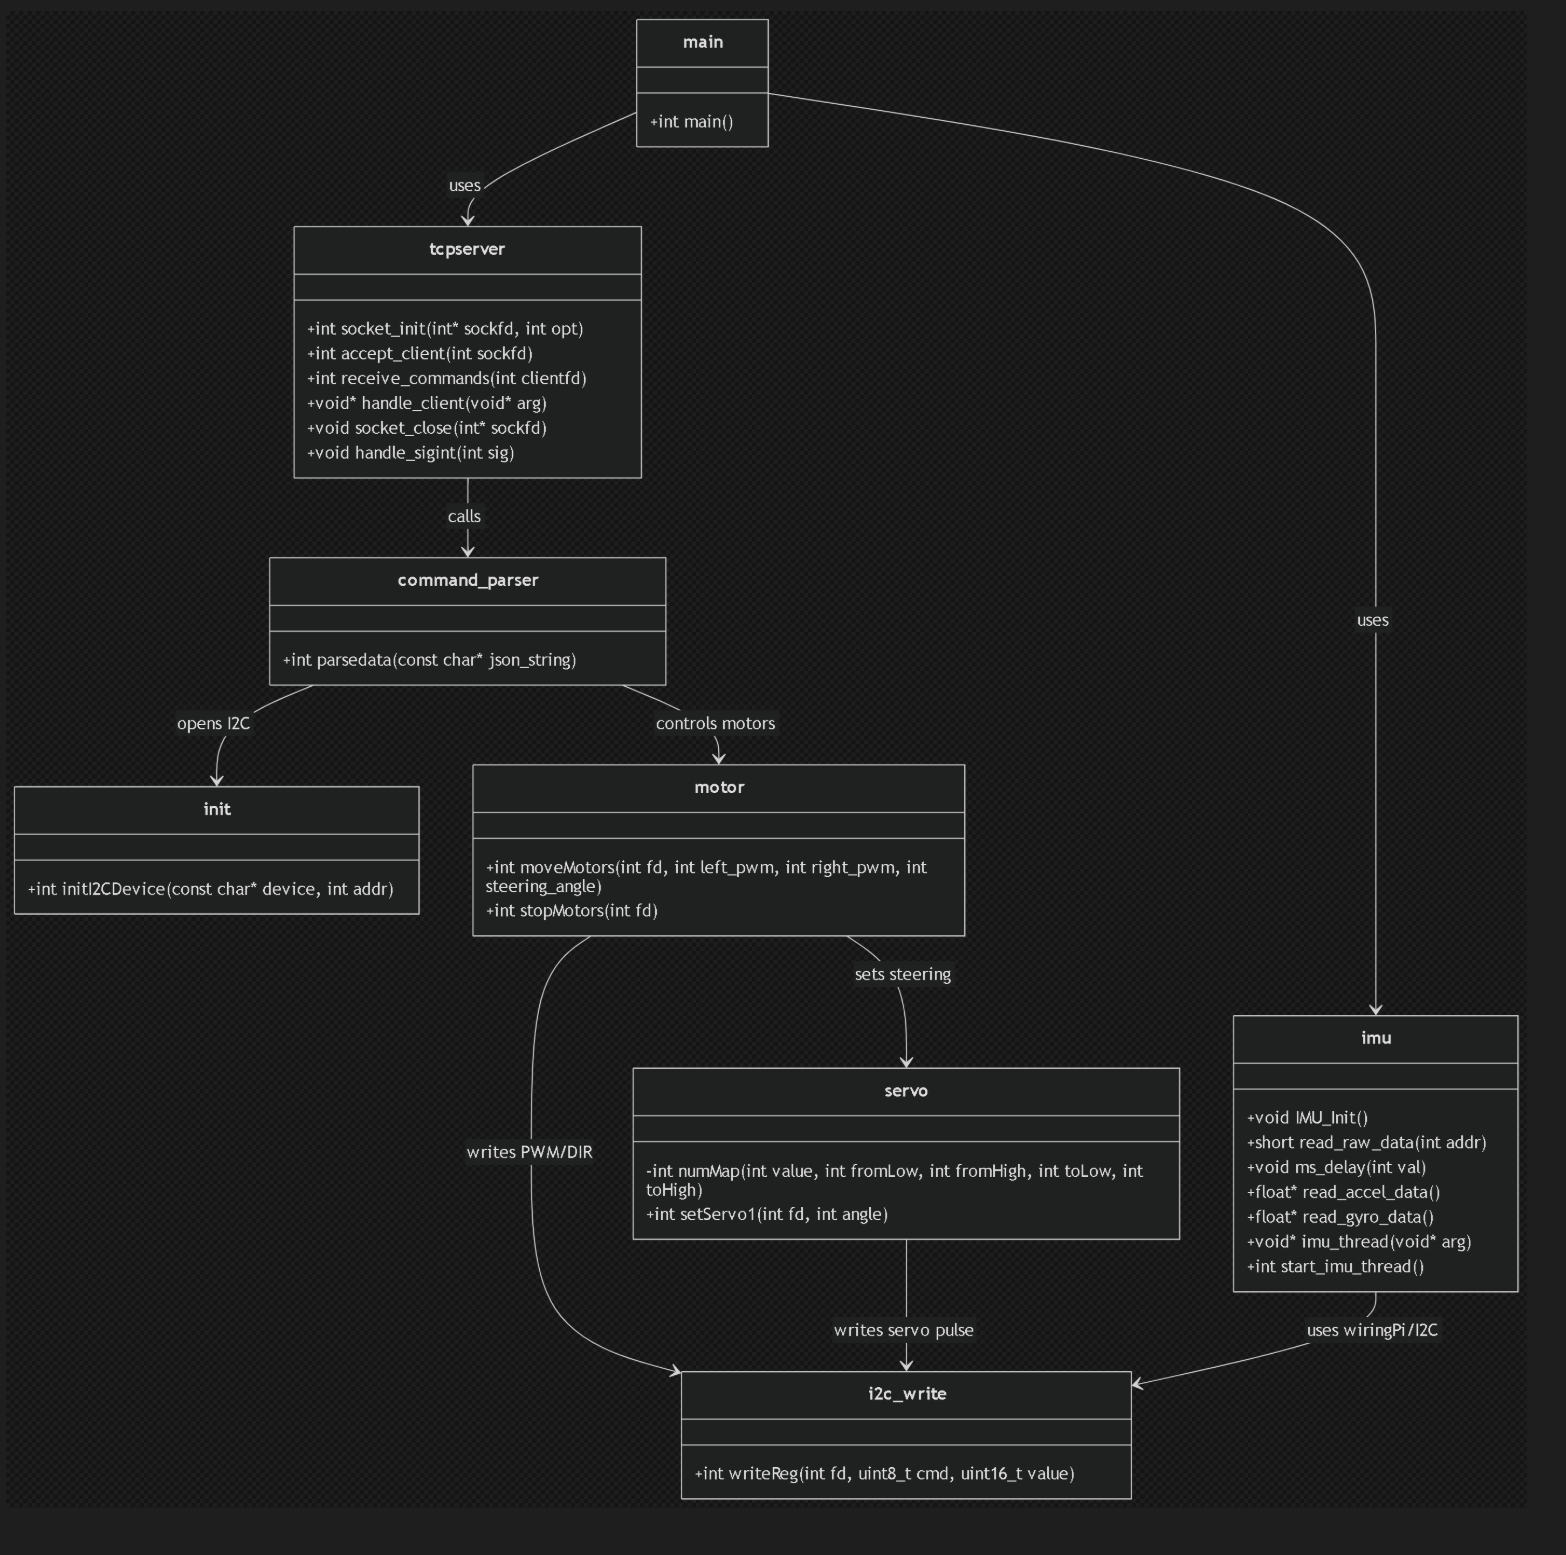 main
+int main()
uses
tcpserver
+int socket_init(int* sockfd, int opt)
+int accept_client(int sockfd)
+int receive_commands(int clientfd)
+void* handle_client(void* arg)
+void socket_close(int* sockfd)
+void handle_sigint(int sig)
calls
command_parser
+int parsedata(const char* json_string)
uses
opens I2C
controls motors
init
+int initI2CDevice(const char* device, int addr)
motor
+int moveMotors(int fd, int left_pwm, int right_pwm, int
steering_angle)
+int stopMotors(int fd)
sets steering
writes PWM/DIR
servo
-int numMap(int value, int fromLow, int fromHigh, int toLow, int
toHigh)
+int setServo1(int fd, int angle)
imu
+void IMU_Init()
+short read_raw_data(int addr)
+void ms_delay(int val)
+float* read_accel_data()
+float* read_gyro_data()
+void* imu_thread(void* arg)
+int start_imu_thread()
writes servo pulse
uses wiringPi/I2C
i2c_write
+int writeReg(int fd, uint8_t cmd, uint16_t value)